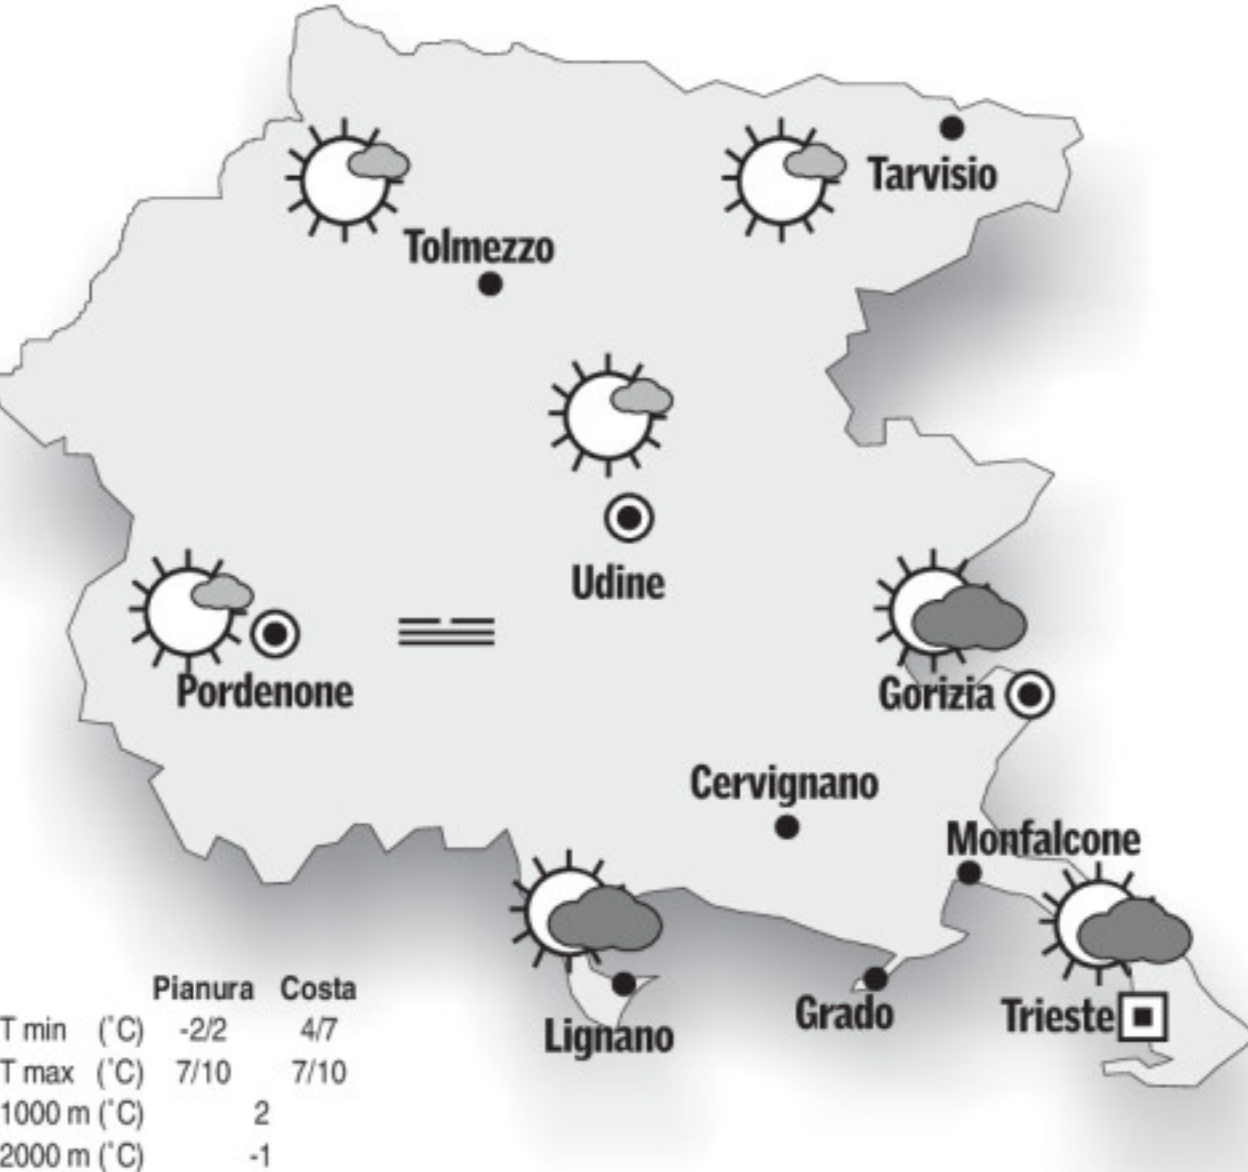 Tarvisio
Tolmezzo
Udine
Pordenone
Gorizia
Cervignano
Monfalcone
Grado
Trieste
Lignano
Pianura Costa
T min (°C) -2/2 4/7
T max (°C) 7/10 7/10
1000 m (°C) 2
2000 m (°C) -1